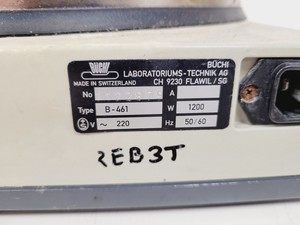 BÜCHI
BÜCHI
LABORATORIUMS-TECHNIK AG
MADE IN SWITZERLAND CH 9230 FLAWIL / SG
No A
Type B-461 W 1200
V ~ 220 Hz 50/60
REB3T